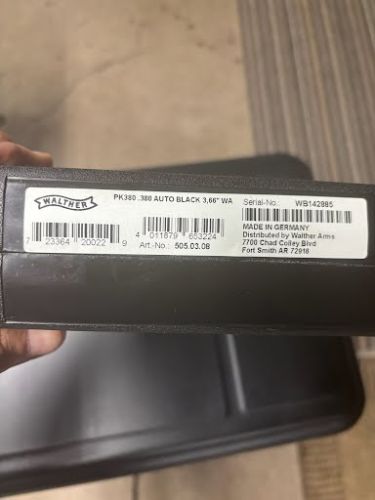 WALTHER
PK380 .380 AUTO BLACK 3,66" WA
Serial-No.: WB142885
7 23364 20022 9
4 011879 653224
Art.-No.: 505.03.08
MADE IN GERMANY
Distributed by Walther Arms
7700 Chad Colley Blvd
Fort Smith AR 72916